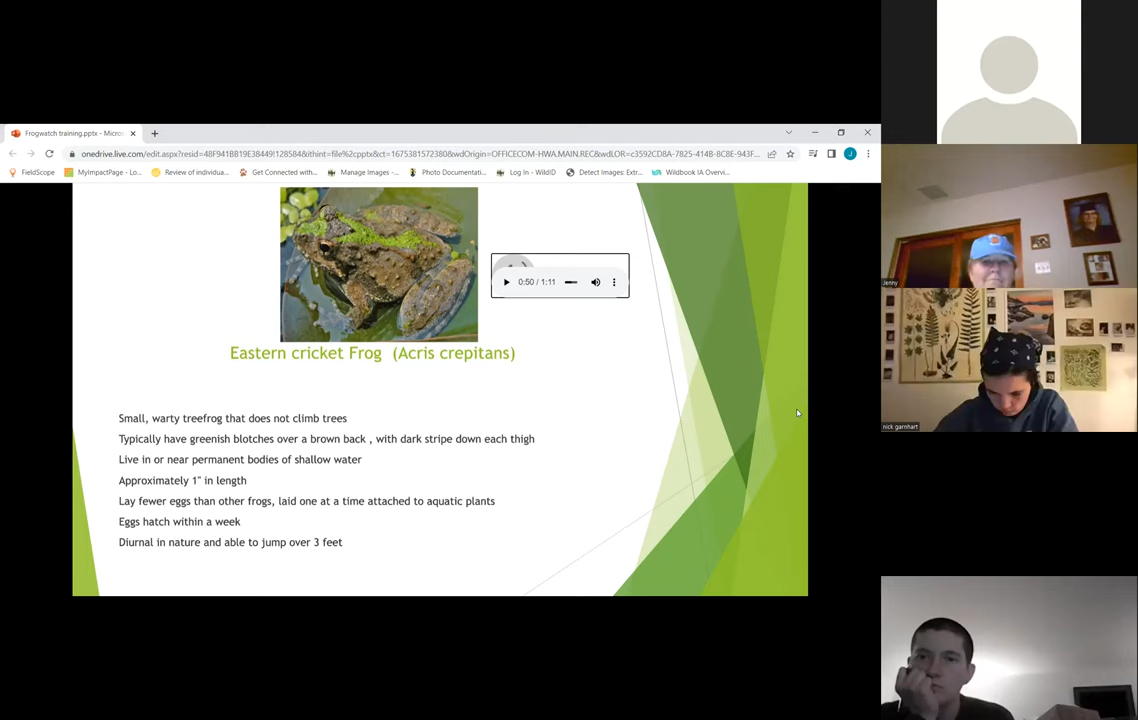 Frogwatch training.pptx - Micros
onedrive.live.com/edit.aspx?resid=48F941BB19E38449!128584&ithint=file%2cpptx&ct=1675381572380&wdOrigin=OFFICECOM-HWA.MAIN.REC&wdLOR=c3592CD8A-7825-414B-8C8E-943F...
FieldScope MyImpactPage - Lo... Review of individua... Get Connected with... Manage Images -... Photo Documentati... Log In - WildID Detect Images: Extr... Wildbook IA Overvi...
J
0:50 / 1:11
Eastern cricket Frog (Acris crepitans)
Small, warty treefrog that does not climb trees
Typically have greenish blotches over a brown back , with dark stripe down each thigh
Live in or near permanent bodies of shallow water
Approximately 1" in length
Lay fewer eggs than other frogs, laid one at a time attached to aquatic plants
Eggs hatch within a week
Diurnal in nature and able to jump over 3 feet
Jenny
nick garnhart